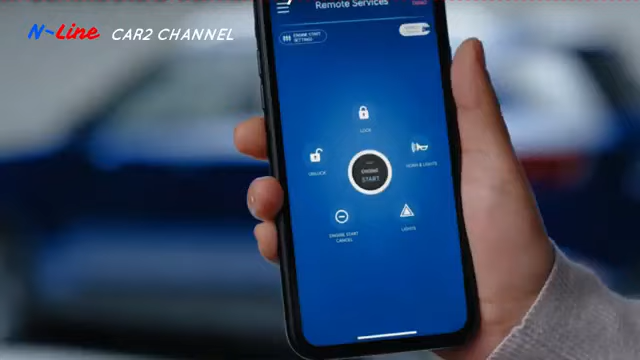 N-Line CAR2 CHANNEL
Remote Services
ENGINE START
SETTINGS
LOCK
UNLOCK
HORN & LIGHTS
ENGINE
START
ENGINE START
CANCEL
LIGHTS